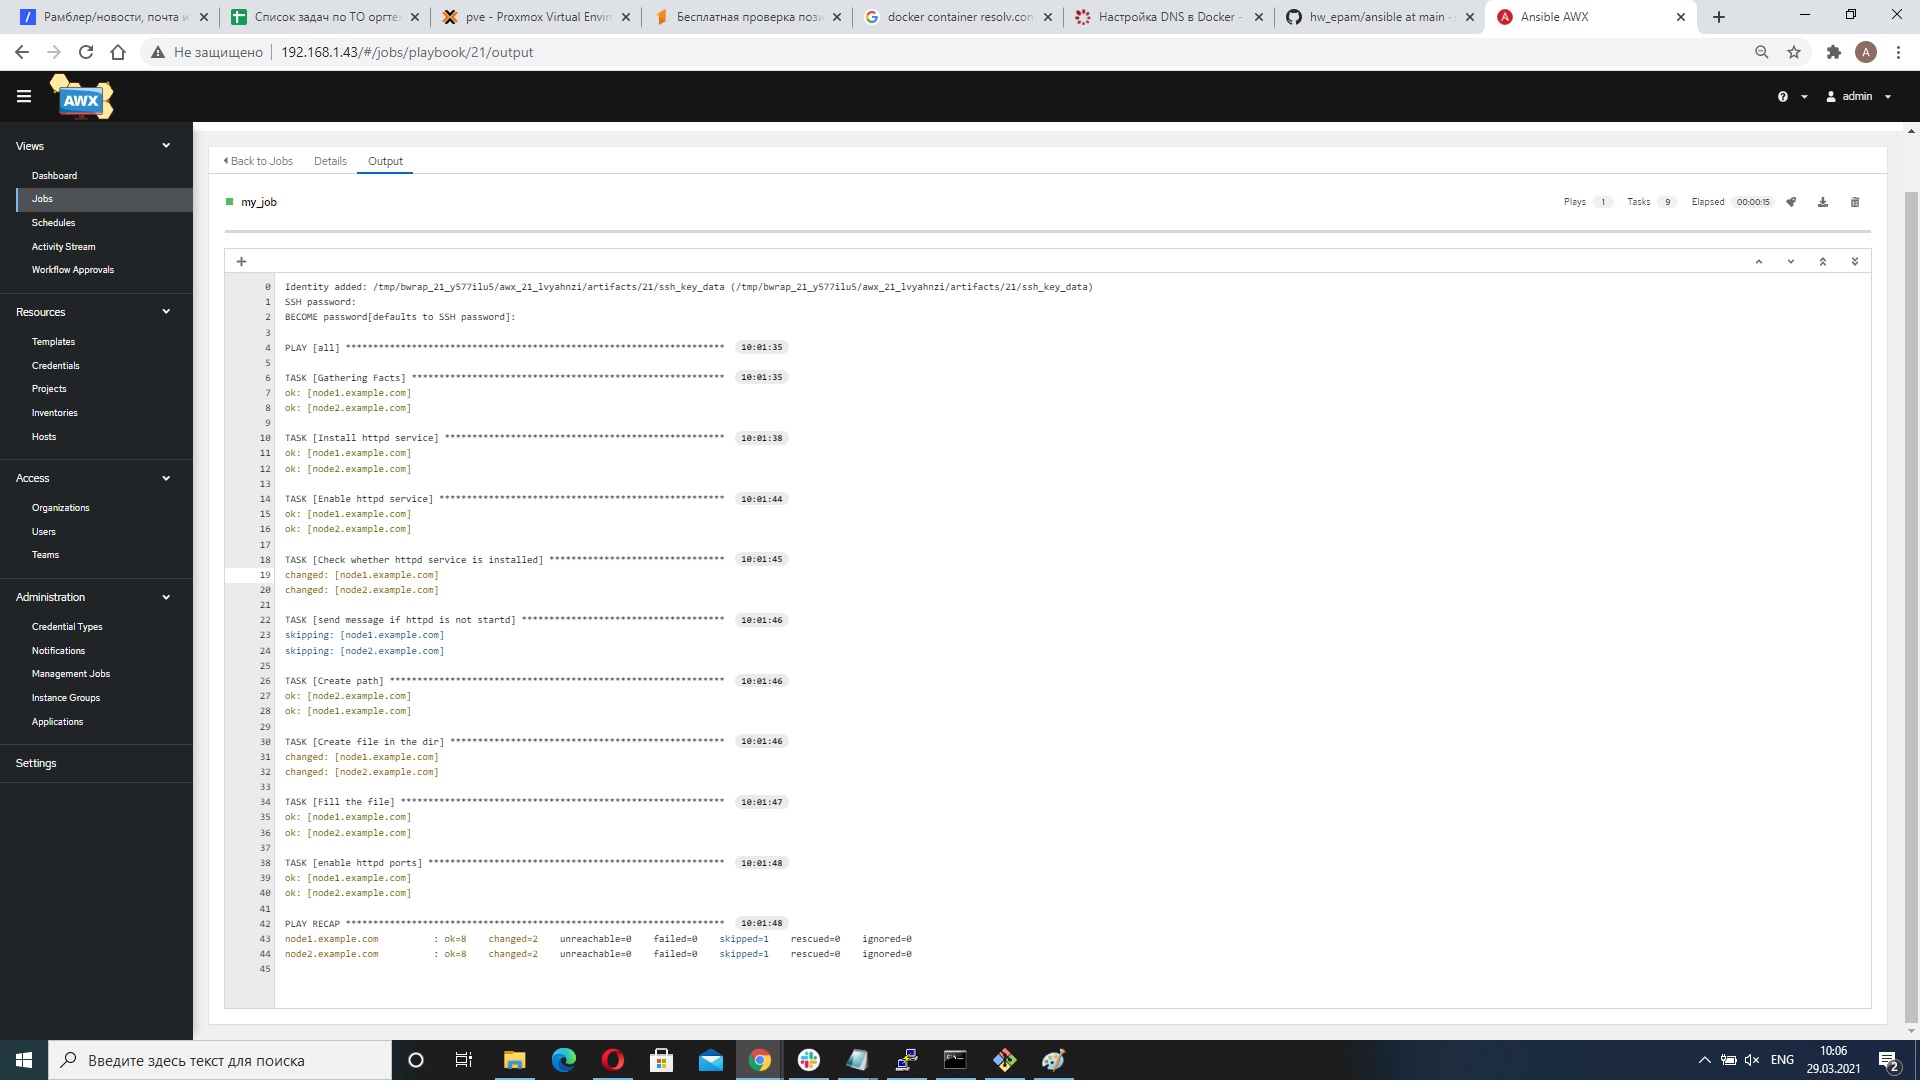 Рамблер/новости, почта и
Список задач по ТО оргте
pve - Proxmox Virtual Enviro
Бесплатная проверка пози
docker container resolv.con
Настройка DNS в Docker -
hw_epam/ansible at main ·
Ansible AWX
Не защищено
192.168.1.43/#/jobs/playbook/21/output
A
AWX
admin
Views
Dashboard
Jobs
Schedules
Activity Stream
Workflow Approvals
Resources
Templates
Credentials
Projects
Inventories
Hosts
Access
Organizations
Users
Teams
Administration
Credential Types
Notifications
Management Jobs
Instance Groups
Applications
Settings
Back to Jobs Details Output
my_job
Plays 1 Tasks 9 Elapsed 00:00:15
0 Identity added: /tmp/bwrap_21_y577ilu5/awx_21_lvyahnzi/artifacts/21/ssh_key_data (/tmp/bwrap_21_y577ilu5/awx_21_lvyahnzi/artifacts/21/ssh_key_data)
1 SSH password:
2 BECOME password[defaults to SSH password]:
3
4 PLAY [all] ********************************************************************* 10:01:35
5
6 TASK [Gathering Facts] ********************************************************* 10:01:35
7 ok: [node1.example.com]
8 ok: [node2.example.com]
9
10 TASK [Install httpd service] *************************************************** 10:01:38
11 ok: [node1.example.com]
12 ok: [node2.example.com]
13
14 TASK [Enable httpd service] **************************************************** 10:01:44
15 ok: [node1.example.com]
16 ok: [node2.example.com]
17
18 TASK [Check whether httpd service is installed] ******************************** 10:01:45
19 changed: [node1.example.com]
20 changed: [node2.example.com]
21
22 TASK [send message if httpd is not startd] ************************************* 10:01:46
23 skipping: [node1.example.com]
24 skipping: [node2.example.com]
25
26 TASK [Create path] ************************************************************* 10:01:46
27 ok: [node2.example.com]
28 ok: [node1.example.com]
29
30 TASK [Create file in the dir] ************************************************** 10:01:46
31 changed: [node1.example.com]
32 changed: [node2.example.com]
33
34 TASK [Fill the file] *********************************************************** 10:01:47
35 ok: [node1.example.com]
36 ok: [node2.example.com]
37
38 TASK [enable httpd ports] ****************************************************** 10:01:48
39 ok: [node1.example.com]
40 ok: [node2.example.com]
41
42 PLAY RECAP ********************************************************************* 10:01:48
43 node1.example.com : ok=8 changed=2 unreachable=0 failed=0 skipped=1 rescued=0 ignored=0
44 node2.example.com : ok=8 changed=2 unreachable=0 failed=0 skipped=1 rescued=0 ignored=0
45
Введите здесь текст для поиска
ENG
10:06
29.03.2021
2